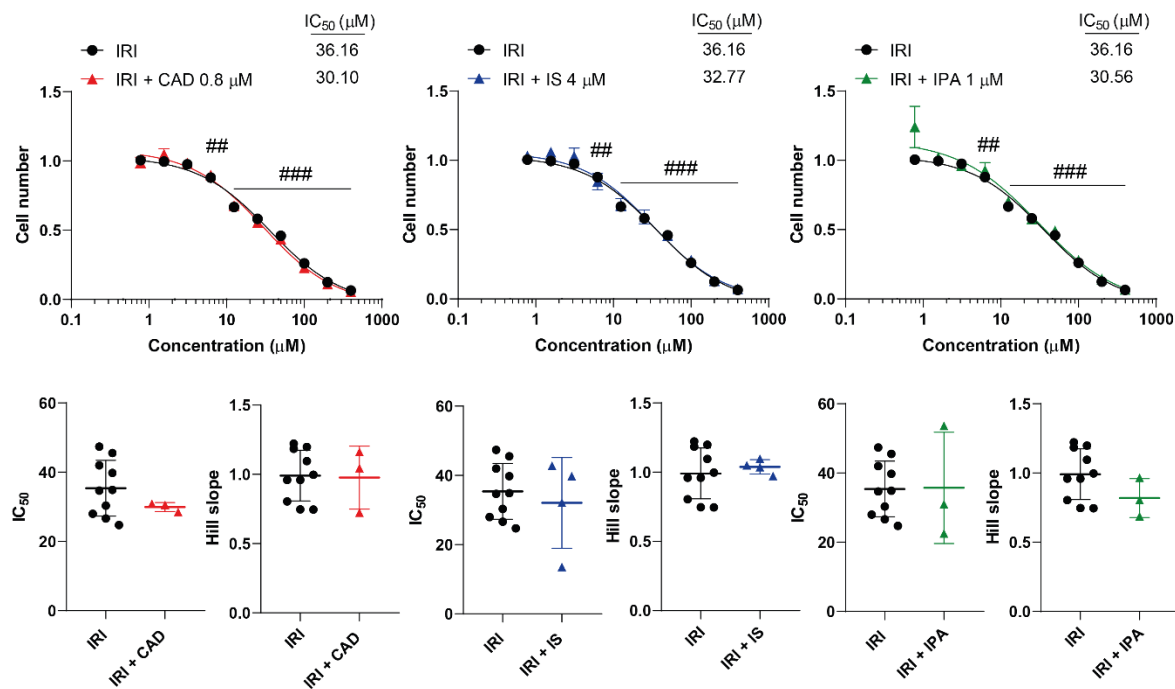 IC50 (μM)
IRI 36.16
IRI + CAD 0.8 μM 30.10
1.5
1.0
0.5
0.0
Cell number
##
###
0.1 1 10 100 1000
Concentration (μM)
IC50 (μM)
IRI 36.16
IRI + IS 4 μM 32.77
1.5
1.0
0.5
0.0
Cell number
##
###
0.1 1 10 100 1000
Concentration (μM)
IC50 (μM)
IRI 36.16
IRI + IPA 1 μM 30.56
1.5
1.0
0.5
0.0
Cell number
##
###
0.1 1 10 100 1000
Concentration (μM)
60
40
20
0
IC50
IRI
IRI + CAD
1.5
1.0
0.5
0.0
Hill slope
IRI
IRI + CAD
60
40
20
0
IC50
IRI
IRI + IS
1.5
1.0
0.5
0.0
Hill slope
IRI
IRI + IS
60
40
20
0
IC50
IRI
IRI + IPA
1.5
1.0
0.5
0.0
Hill slope
IRI
IRI + IPA